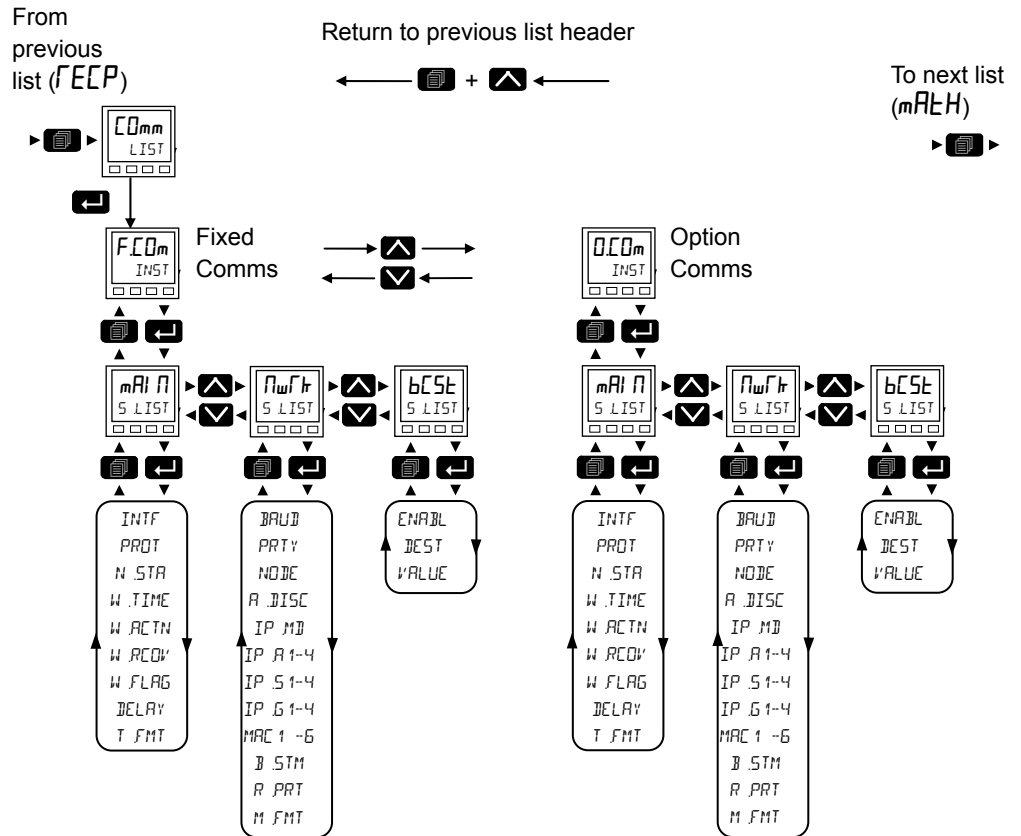 From
previous
list (rECP)
Return to previous list header
+
To next list
(mAtH)
COmm
LIST
F.COm
INST
Fixed
Comms
O.COm
INST
Option
Comms
mAIn
S.LIST
nwrk
S.LIST
bCSt
S.LIST
mAIn
S.LIST
nwrk
S.LIST
bCSt
S.LIST
INTF
PROT
N.STA
W.TIME
W.ACTN
W.RCOV
W.FLAG
DELAY
T.FMT
BAUD
PRTY
NODE
A.DISC
IP.MD
IP.A1--4
IP.S1--4
IP.G1--4
MAC1--6
B.STM
R.PRT
M.FMT
ENABL
DEST
VALUE
INTF
PROT
N.STA
W.TIME
W.ACTN
W.RCOV
W.FLAG
DELAY
T.FMT
BAUD
PRTY
NODE
A.DISC
IP.MD
IP.A1--4
IP.S1--4
IP.G1--4
MAC1--6
B.STM
R.PRT
M.FMT
ENABL
DEST
VALUE